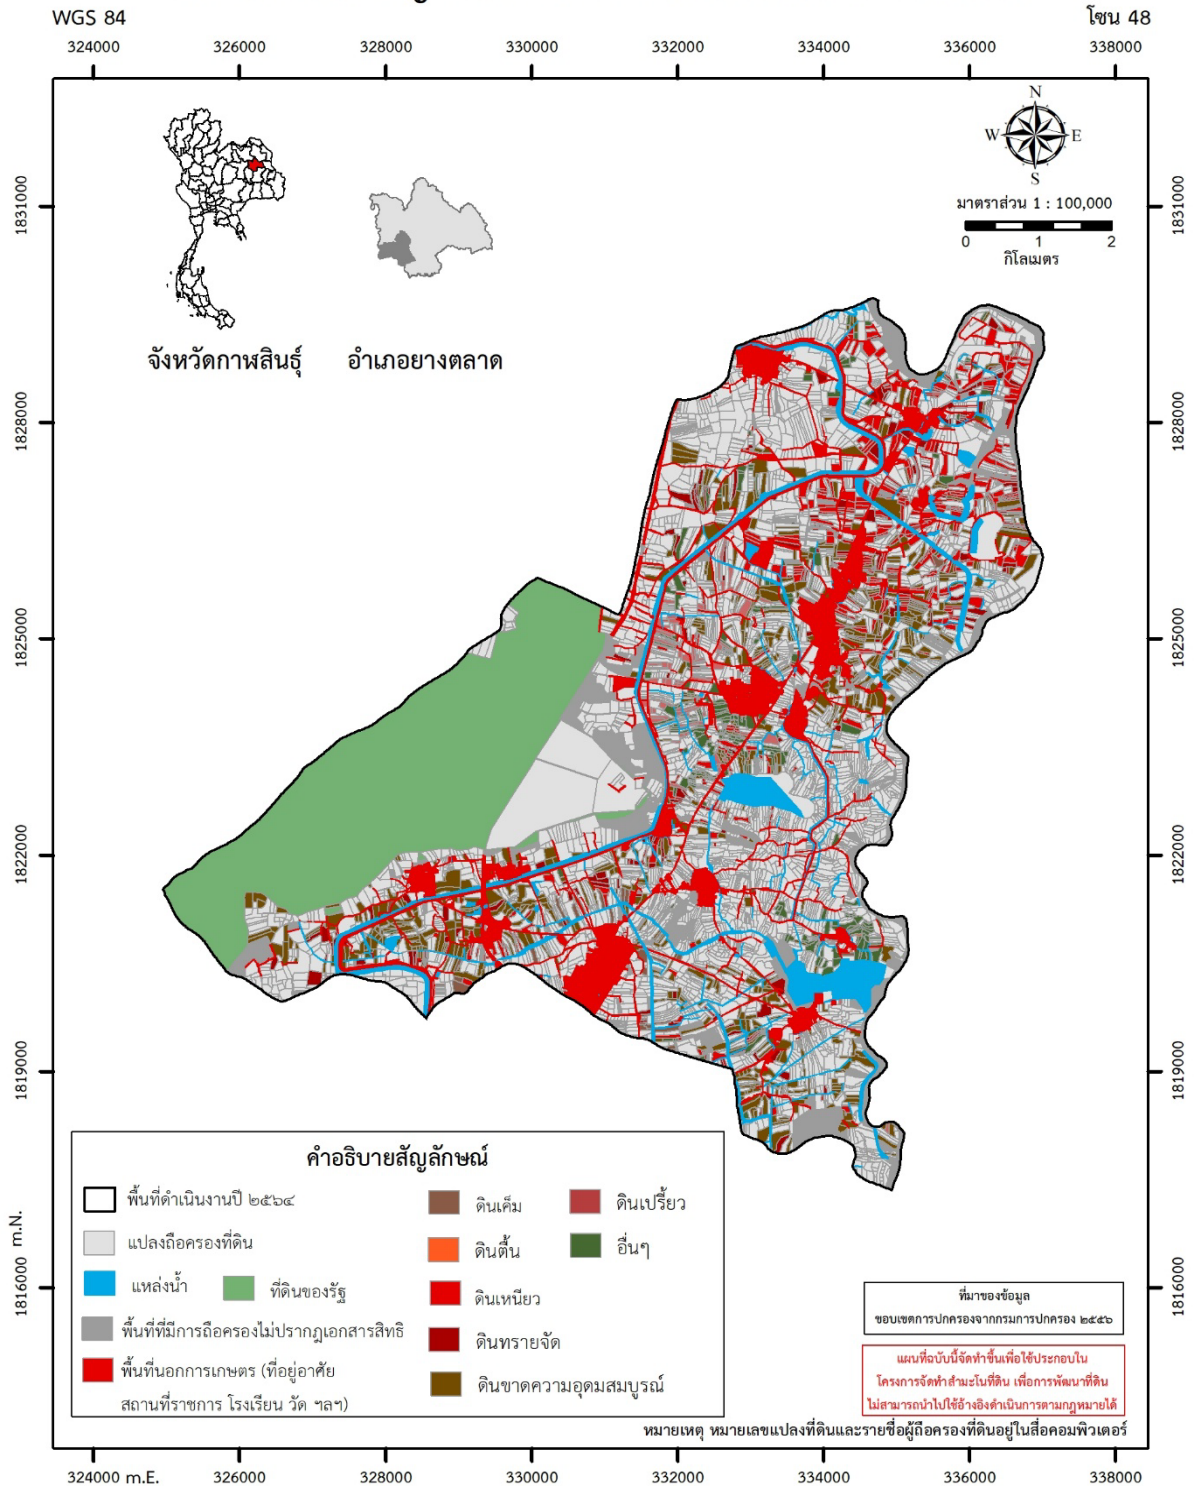 WGS 84
โซน 48
324000 326000 328000 330000 332000 334000 336000 338000
N
W E
S
มาตราส่วน 1 : 100,000
0 1 2
กิโลเมตร
1831000 1831000
จังหวัดกาฬสินธุ์ อำเภอยางตลาด
1828000 1828000
1825000 1825000
1822000 1822000
1819000 1819000
คำอธิบายสัญลักษณ์
พื้นที่ดำเนินงานปี ๒๕๖๔
แปลงถือครองที่ดิน
แหล่งน้ำ ที่ดินของรัฐ
พื้นที่ที่มีการถือครองไม่ปรากฎเอกสารสิทธิ
พื้นที่นอกการเกษตร (ที่อยู่อาศัย
สถานที่ราชการ โรงเรียน วัด ฯลฯ)
ดินเค็ม
ดินตื้น
ดินเหนียว
ดินทรายจัด
ดินขาดความอุดมสมบูรณ์
ดินเปรี้ยว
อื่นๆ
1816000 m.N. 1816000
ที่มาของข้อมูล
ขอบเขตการปกครองจากกรมการปกครอง ๒๕๕๖
แผนที่ฉบับนี้จัดทำขึ้นเพื่อใช้ประกอบใน
โครงการจัดทำสำมะโนที่ดิน เพื่อการพัฒนาที่ดิน
ไม่สามารถนำไปใช้อ้างอิงดำเนินการตามกฎหมายได้
หมายเหตุ หมายเลขแปลงที่ดินและรายชื่อผู้ถือครองที่ดินอยู่ในสื่อคอมพิวเตอร์
324000 m.E. 326000 328000 330000 332000 334000 336000 338000